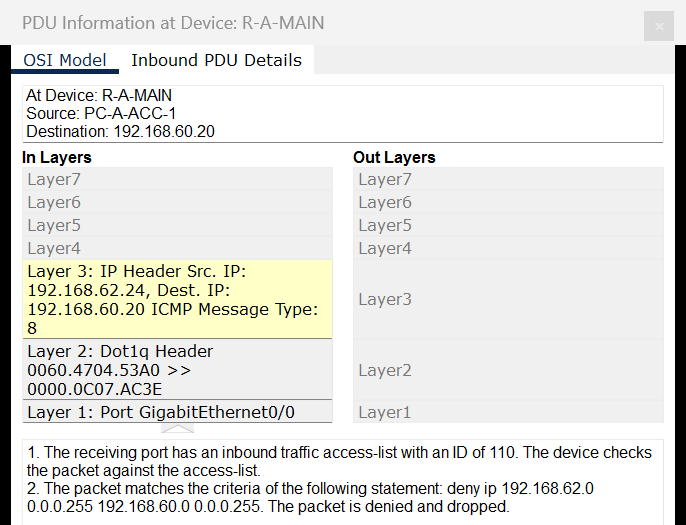 PDU Information at Device: R-A-MAIN
×
OSI Model Inbound PDU Details
At Device: R-A-MAIN
Source: PC-A-ACC-1
Destination: 192.168.60.20
In Layers
Layer7
Layer6
Layer5
Layer4
Layer 3: IP Header Src. IP:
192.168.62.24, Dest. IP:
192.168.60.20 ICMP Message Type:
8
Layer 2: Dot1q Header
0060.4704.53A0 >>
0000.0C07.AC3E
Layer 1: Port GigabitEthernet0/0
Out Layers
Layer7
Layer6
Layer5
Layer4
Layer3
Layer2
Layer1
1. The receiving port has an inbound traffic access-list with an ID of 110. The device checks
the packet against the access-list.
2. The packet matches the criteria of the following statement: deny ip 192.168.62.0
0.0.0.255 192.168.60.0 0.0.0.255. The packet is denied and dropped.